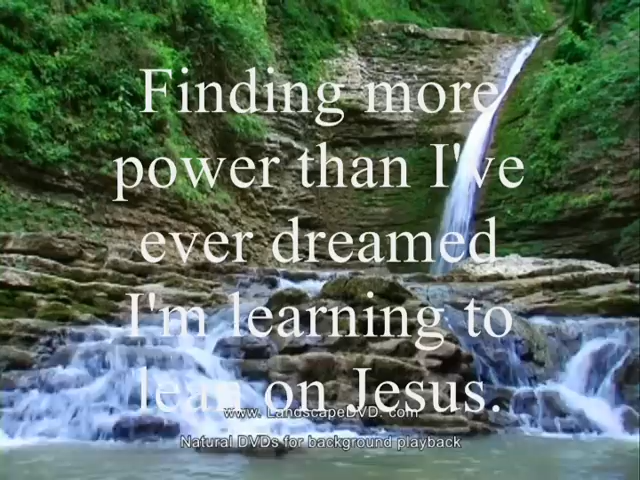 Finding more
power than I've
ever dreamed
I'm learning to
lean on Jesus.
www. LandscapeDVD. com
Natural DVDs for background playback